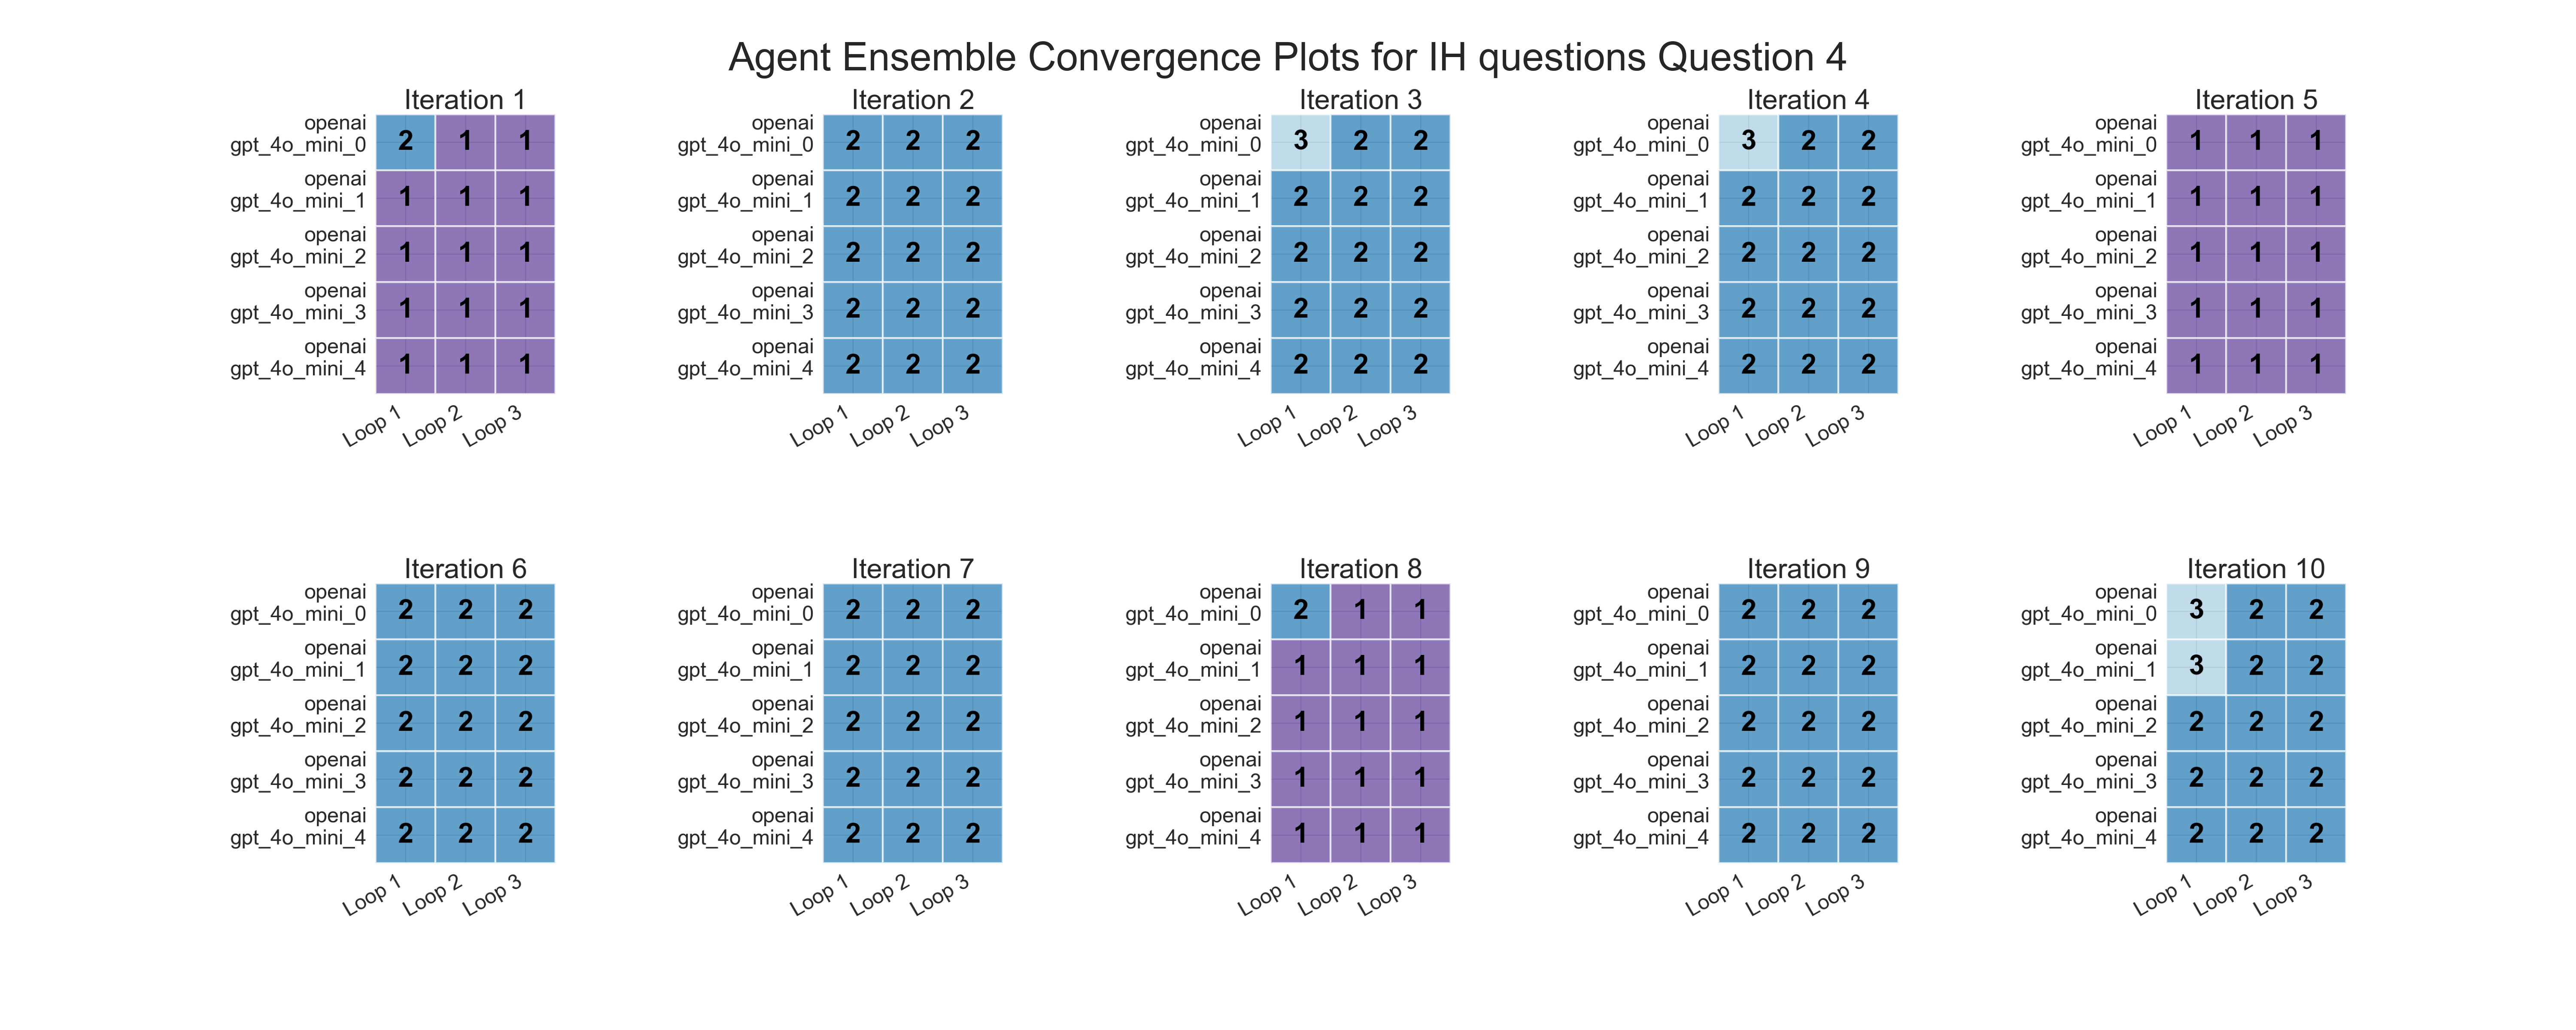 Agent Ensemble Convergence Plots for IH questions Question 4
Iteration 1
openai
gpt_4o_mini_0 2 1 1
openai
gpt_4o_mini_1 1 1 1
openai
gpt_4o_mini_2 1 1 1
openai
gpt_4o_mini_3 1 1 1
openai
gpt_4o_mini_4 1 1 1
Loop 1 Loop 2 Loop 3
Iteration 2
openai
gpt_4o_mini_0 2 2 2
openai
gpt_4o_mini_1 2 2 2
openai
gpt_4o_mini_2 2 2 2
openai
gpt_4o_mini_3 2 2 2
openai
gpt_4o_mini_4 2 2 2
Loop 1 Loop 2 Loop 3
Iteration 3
openai
gpt_4o_mini_0 3 2 2
openai
gpt_4o_mini_1 2 2 2
openai
gpt_4o_mini_2 2 2 2
openai
gpt_4o_mini_3 2 2 2
openai
gpt_4o_mini_4 2 2 2
Loop 1 Loop 2 Loop 3
Iteration 4
openai
gpt_4o_mini_0 3 2 2
openai
gpt_4o_mini_1 2 2 2
openai
gpt_4o_mini_2 2 2 2
openai
gpt_4o_mini_3 2 2 2
openai
gpt_4o_mini_4 2 2 2
Loop 1 Loop 2 Loop 3
Iteration 5
openai
gpt_4o_mini_0 1 1 1
openai
gpt_4o_mini_1 1 1 1
openai
gpt_4o_mini_2 1 1 1
openai
gpt_4o_mini_3 1 1 1
openai
gpt_4o_mini_4 1 1 1
Loop 1 Loop 2 Loop 3
Iteration 6
openai
gpt_4o_mini_0 2 2 2
openai
gpt_4o_mini_1 2 2 2
openai
gpt_4o_mini_2 2 2 2
openai
gpt_4o_mini_3 2 2 2
openai
gpt_4o_mini_4 2 2 2
Loop 1 Loop 2 Loop 3
Iteration 7
openai
gpt_4o_mini_0 2 2 2
openai
gpt_4o_mini_1 2 2 2
openai
gpt_4o_mini_2 2 2 2
openai
gpt_4o_mini_3 2 2 2
openai
gpt_4o_mini_4 2 2 2
Loop 1 Loop 2 Loop 3
Iteration 8
openai
gpt_4o_mini_0 2 1 1
openai
gpt_4o_mini_1 1 1 1
openai
gpt_4o_mini_2 1 1 1
openai
gpt_4o_mini_3 1 1 1
openai
gpt_4o_mini_4 1 1 1
Loop 1 Loop 2 Loop 3
Iteration 9
openai
gpt_4o_mini_0 2 2 2
openai
gpt_4o_mini_1 2 2 2
openai
gpt_4o_mini_2 2 2 2
openai
gpt_4o_mini_3 2 2 2
openai
gpt_4o_mini_4 2 2 2
Loop 1 Loop 2 Loop 3
Iteration 10
openai
gpt_4o_mini_0 3 2 2
openai
gpt_4o_mini_1 3 2 2
openai
gpt_4o_mini_2 2 2 2
openai
gpt_4o_mini_3 2 2 2
openai
gpt_4o_mini_4 2 2 2
Loop 1 Loop 2 Loop 3